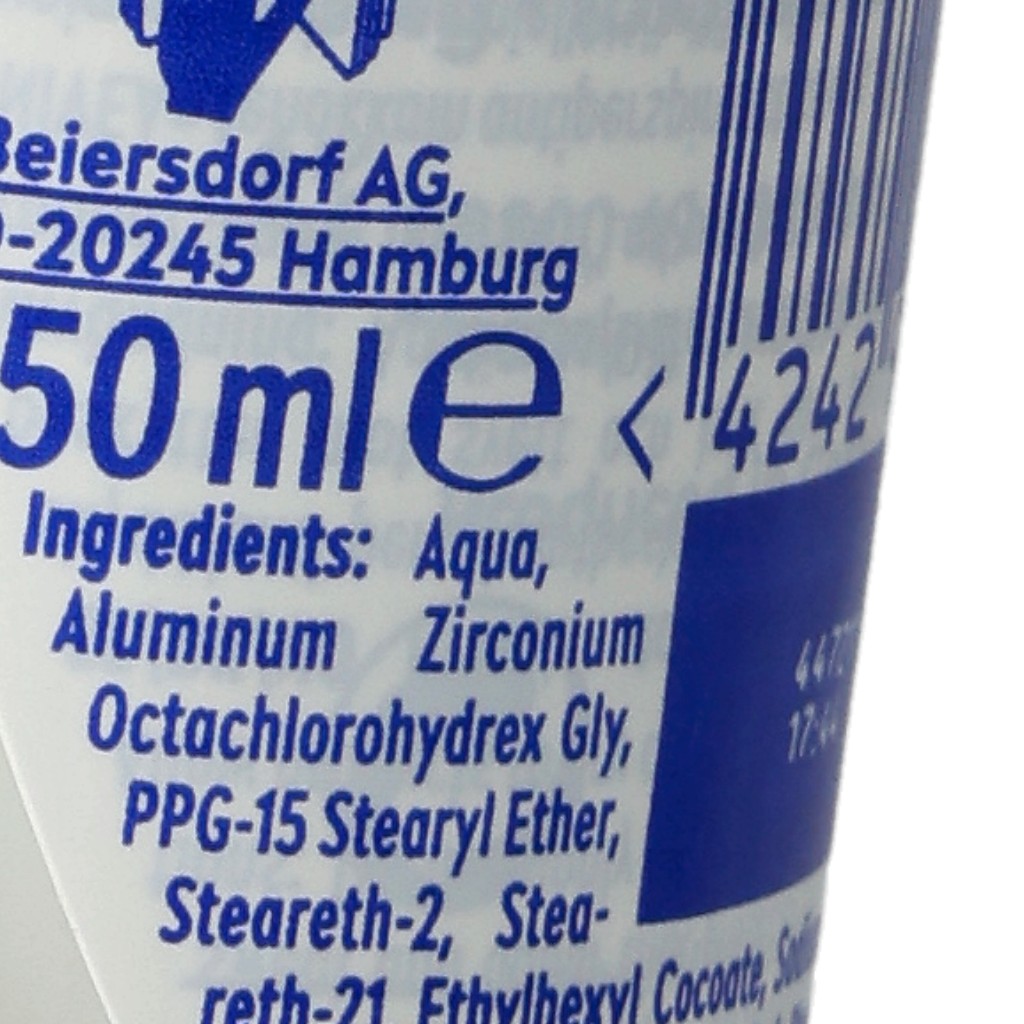 Beiersdorf AG,
-20245 Hamburg
50 ml e
< 4242
Ingredients: Aqua,
Aluminum Zirconium
Octachlorohydrex Gly,
PPG-15 Stearyl Ether,
Steareth-2, Stea-
reth-21, Ethylhexyl Cocoate,